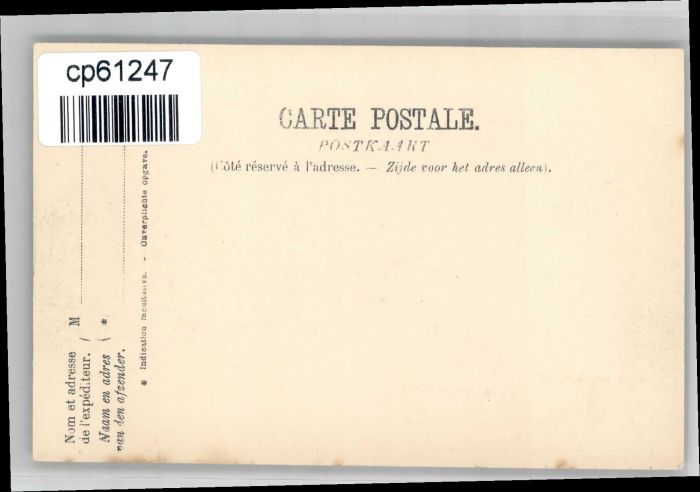 cp61247
CARTE POSTALE.
POSTKAART
(Côté réservé à l'adresse. — Zijde voor het adres alleen).
Nom et adresse ( M
de l'expéditeur.
Naam en adres ( *
van den afzender.
* Indication facultative. - Onverplichte opgave.